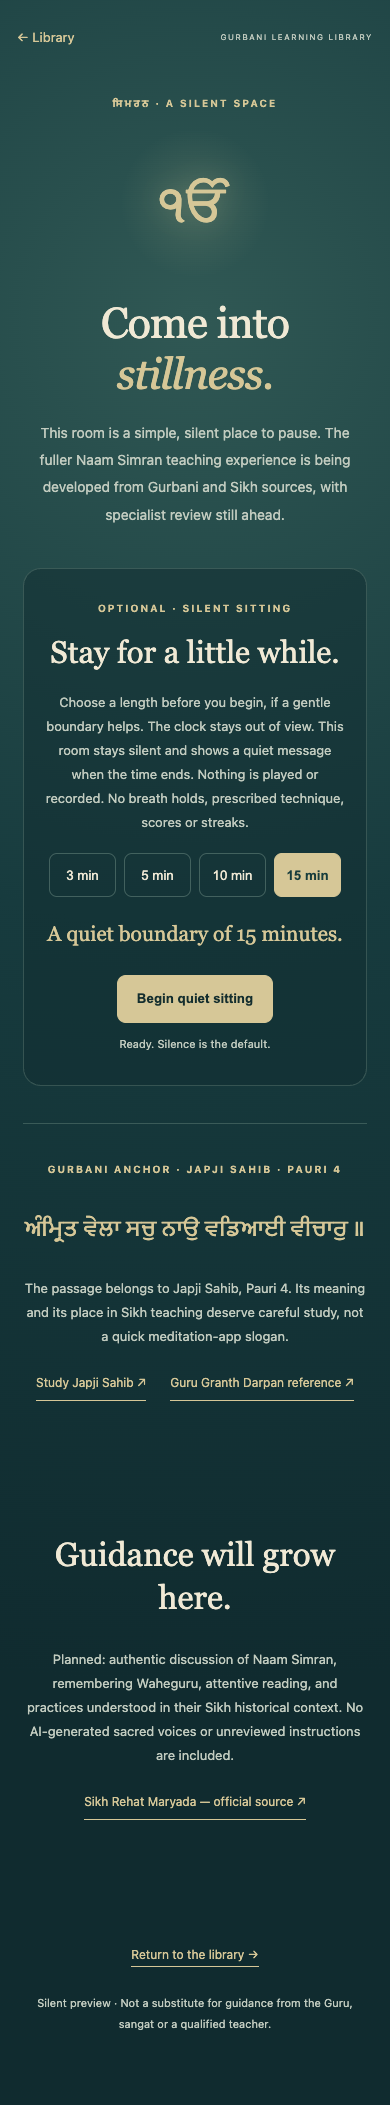 ← Library
GURBANI LEARNING LIBRARY
ਸਿਮਰਨ · A SILENT SPACE
ੴ
Come into
stillness.
This room is a simple, silent place to pause. The
fuller Naam Simran teaching experience is being
developed from Gurbani and Sikh sources, with
specialist review still ahead.
OPTIONAL · SILENT SITTING
Stay for a little while.
Choose a length before you begin, if a gentle
boundary helps. The clock stays out of view. This
room stays silent and shows a quiet message
when the time ends. Nothing is played or
recorded. No breath holds, prescribed technique,
scores or streaks.
3 min 5 min 10 min 15 min
A quiet boundary of 15 minutes.
Begin quiet sitting
Ready. Silence is the default.
GURBANI ANCHOR · JAPJI SAHIB · PAURI 4
ਅੰਮ੍ਰਿਤ ਵੇਲਾ ਸਚੁ ਨਾਉ ਵਡਿਆਈ ਵੀਚਾਰੁ ॥
The passage belongs to Japji Sahib, Pauri 4. Its meaning
and its place in Sikh teaching deserve careful study, not
a quick meditation-app slogan.
Study Japji Sahib ↗ Guru Granth Darpan reference ↗
Guidance will grow
here.
Planned: authentic discussion of Naam Simran,
remembering Waheguru, attentive reading, and
practices understood in their Sikh historical context. No
AI-generated sacred voices or unreviewed instructions
are included.
Sikh Rehat Maryada — official source ↗
Return to the library →
Silent preview · Not a substitute for guidance from the Guru,
sangat or a qualified teacher.